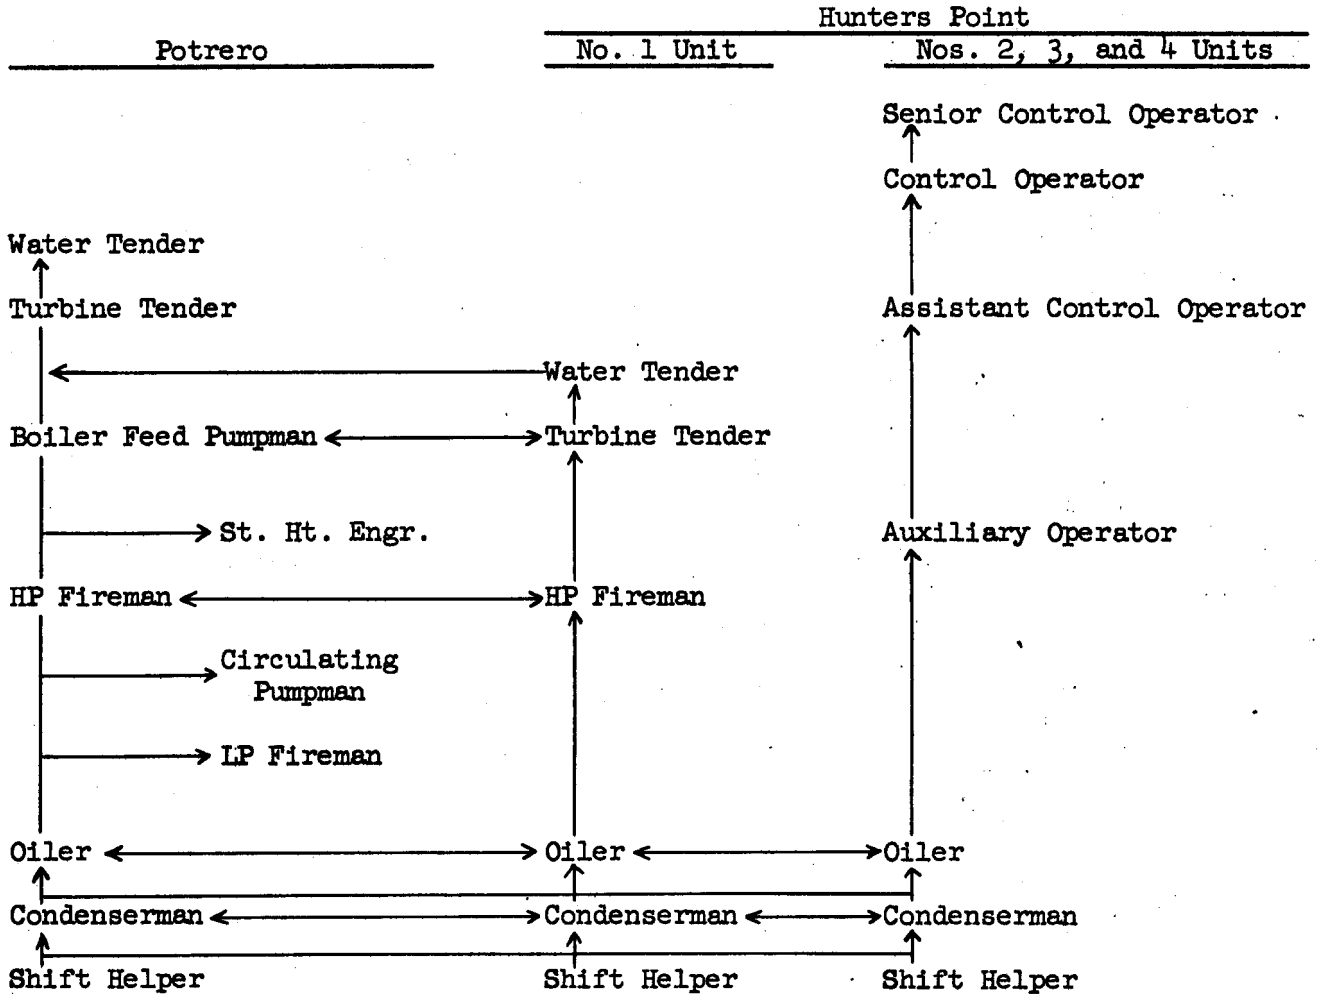 Hunters Point
Potrero No. 1 Unit Nos. 2, 3, and 4 Units
Senior Control Operator
Control Operator
Water Tender
Turbine Tender Assistant Control Operator
Water Tender
Boiler Feed Pumpman Turbine Tender
St. Ht. Engr. Auxiliary Operator
HP Fireman HP Fireman
Circulating
Pumpman
LP Fireman
Oiler Oiler Oiler
Condenserman Condenserman Condenserman
Shift Helper Shift Helper Shift Helper